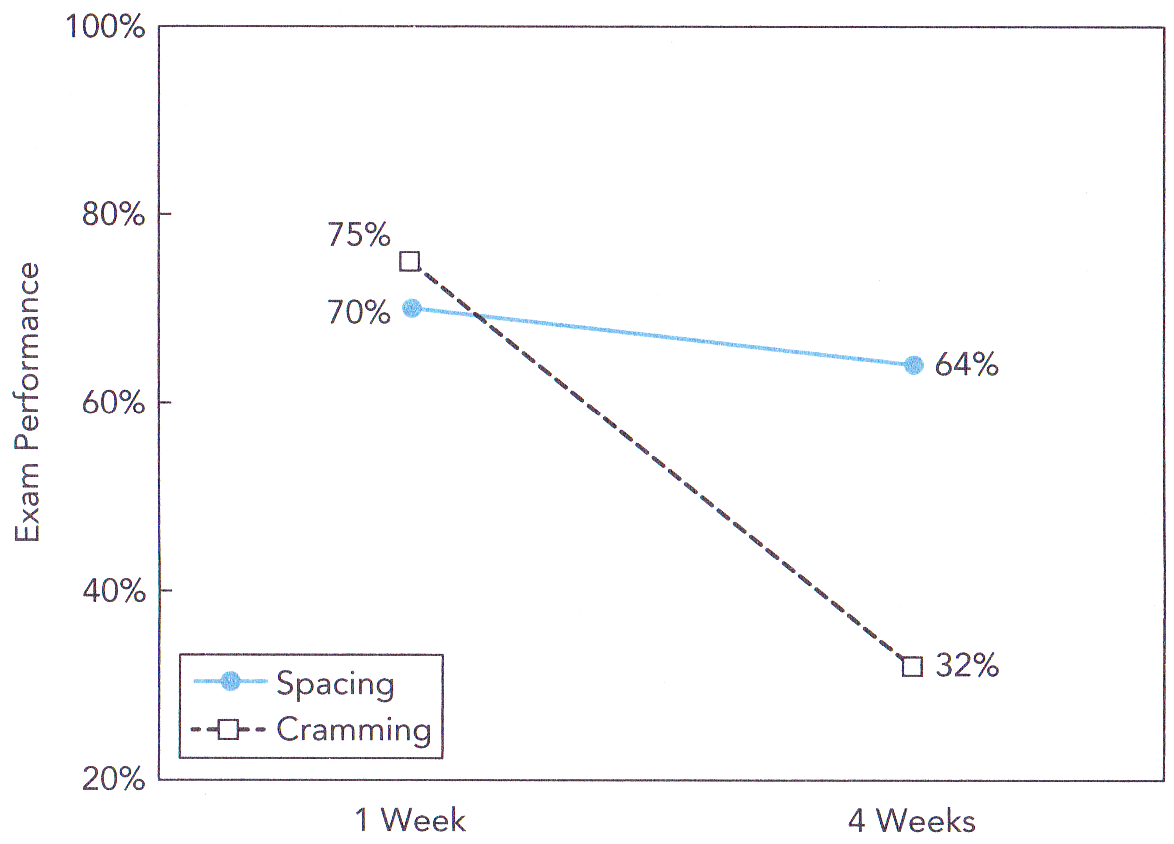 100%
80%
75%
70%
64%
60%
Exam Performance
40%
32%
Spacing
Cramming
20%
1 Week
4 Weeks